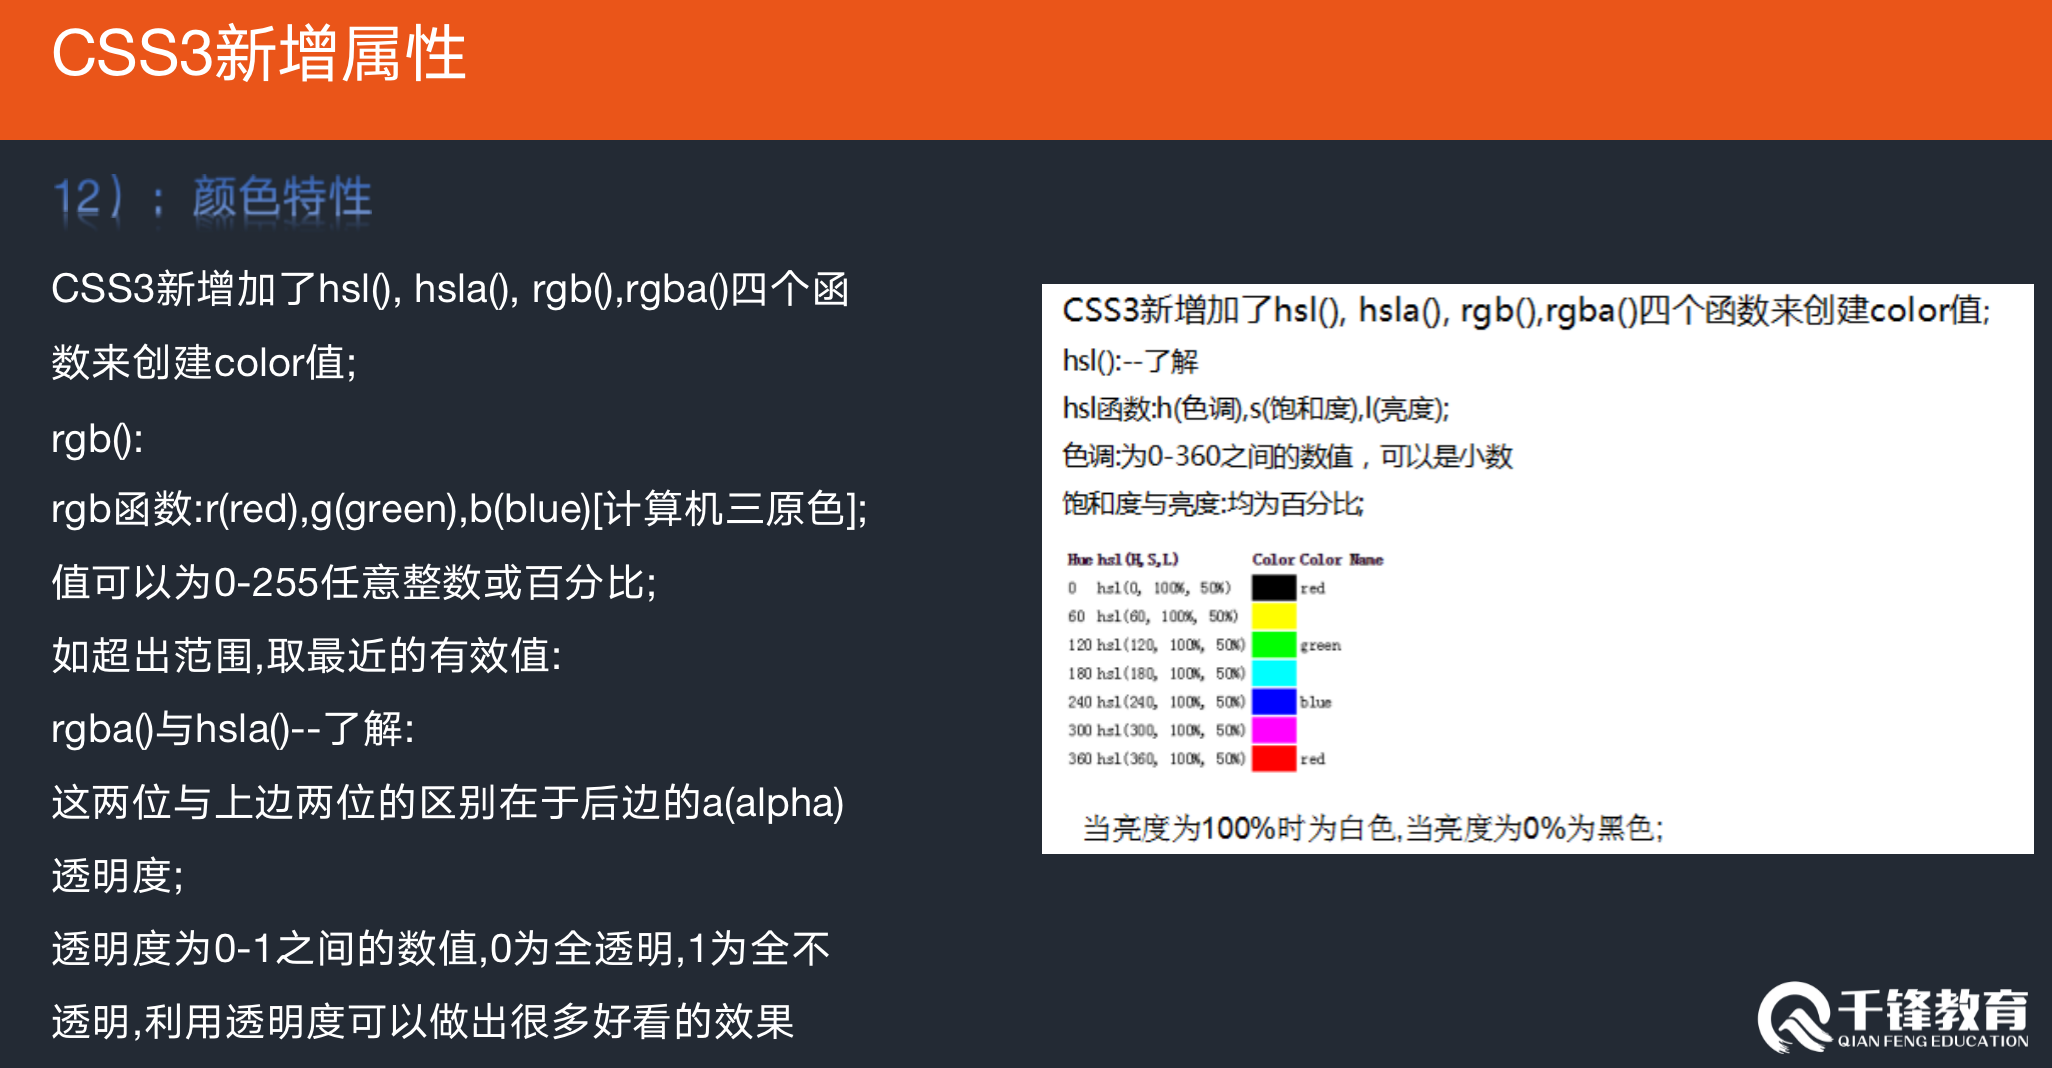 CSS3新增属性
12）；颜色特性
CSS3新增加了hsl(), hsla(), rgb(),rgba()四个函
数来创建color值;
rgb():
rgb函数:r(red),g(green),b(blue)[计算机三原色];
值可以为0-255任意整数或百分比;
如超出范围,取最近的有效值:
rgba()与hsla()--了解:
这两位与上边两位的区别在于后边的a(alpha)
透明度;
透明度为0-1之间的数值,0为全透明,1为全不
透明,利用透明度可以做出很多好看的效果
CSS3新增加了hsl(), hsla(), rgb(),rgba()四个函数来创建color值;
hsl():--了解
hsl函数:h(色调),s(饱和度),l(亮度);
色调:为0-360之间的数值，可以是小数
饱和度与亮度:均为百分比;
Hue hsl(H,S,L) Color Color Name
0 hsl(0, 100%, 50%) red
60 hsl(60, 100%, 50%)
120 hsl(120, 100%, 50%) green
180 hsl(180, 100%, 50%)
240 hsl(240, 100%, 50%) blue
300 hsl(300, 100%, 50%)
360 hsl(360, 100%, 50%) red
当亮度为100%时为白色,当亮度为0%为黑色;
千锋教育
QIAN FENG EDUCATION